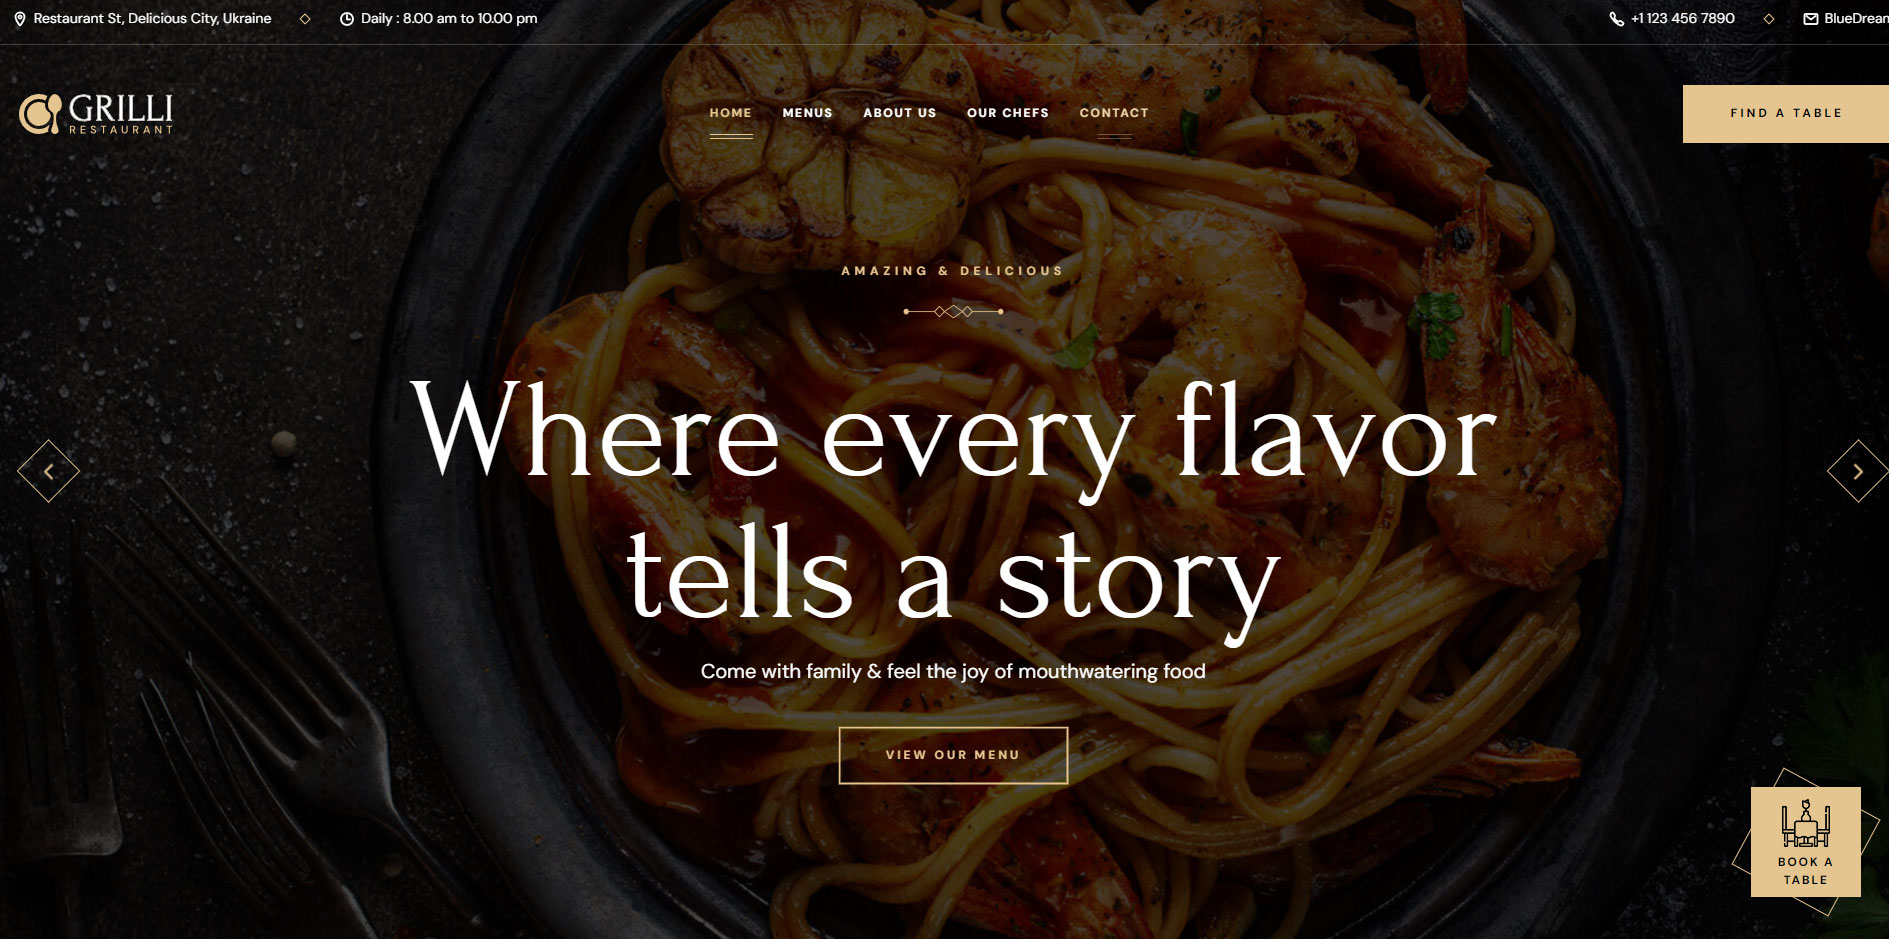 Restaurant St, Delicious City, Ukraine
Daily : 8.00 am to 10.00 pm
+1 123 456 7890
BlueDrean
GRILLI
RESTAURANT
HOME
MENUS
ABOUT US
OUR CHEFS
CONTACT
FIND A TABLE
AMAZING & DELICIOUS
Where every flavor
tells a story
Come with family & feel the joy of mouthwatering food
VIEW OUR MENU
BOOK A
TABLE